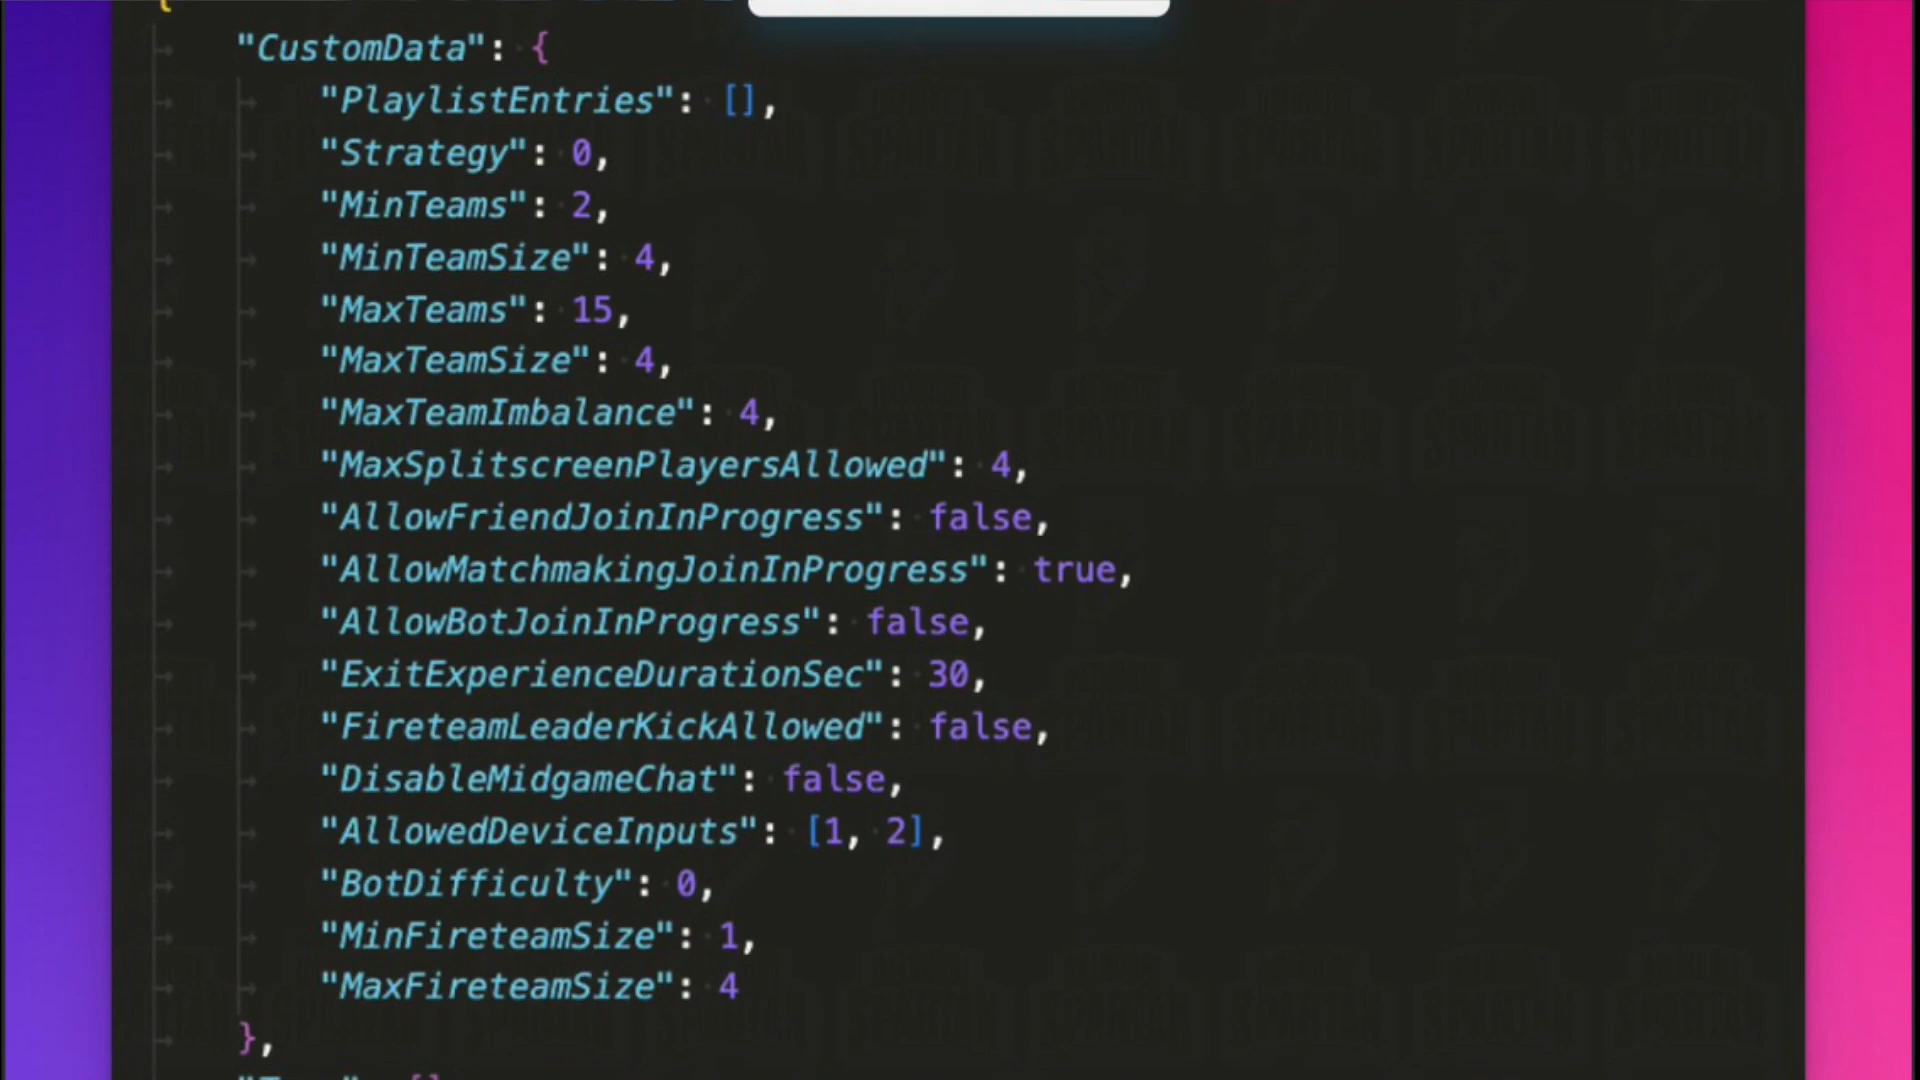 {
"CustomData": {
"PlaylistEntries": [],
"Strategy": 0,
"MinTeams": 2,
"MinTeamSize": 4,
"MaxTeams": 15,
"MaxTeamSize": 4,
"MaxTeamImbalance": 4,
"MaxSplitscreenPlayersAllowed": 4,
"AllowFriendJoinInProgress": false,
"AllowMatchmakingJoinInProgress": true,
"AllowBotJoinInProgress": false,
"ExitExperienceDurationSec": 30,
"FireteamLeaderKickAllowed": false,
"DisableMidgameChat": false,
"AllowedDeviceInputs": [1, 2],
"BotDifficulty": 0,
"MinFireteamSize": 1,
"MaxFireteamSize": 4
},